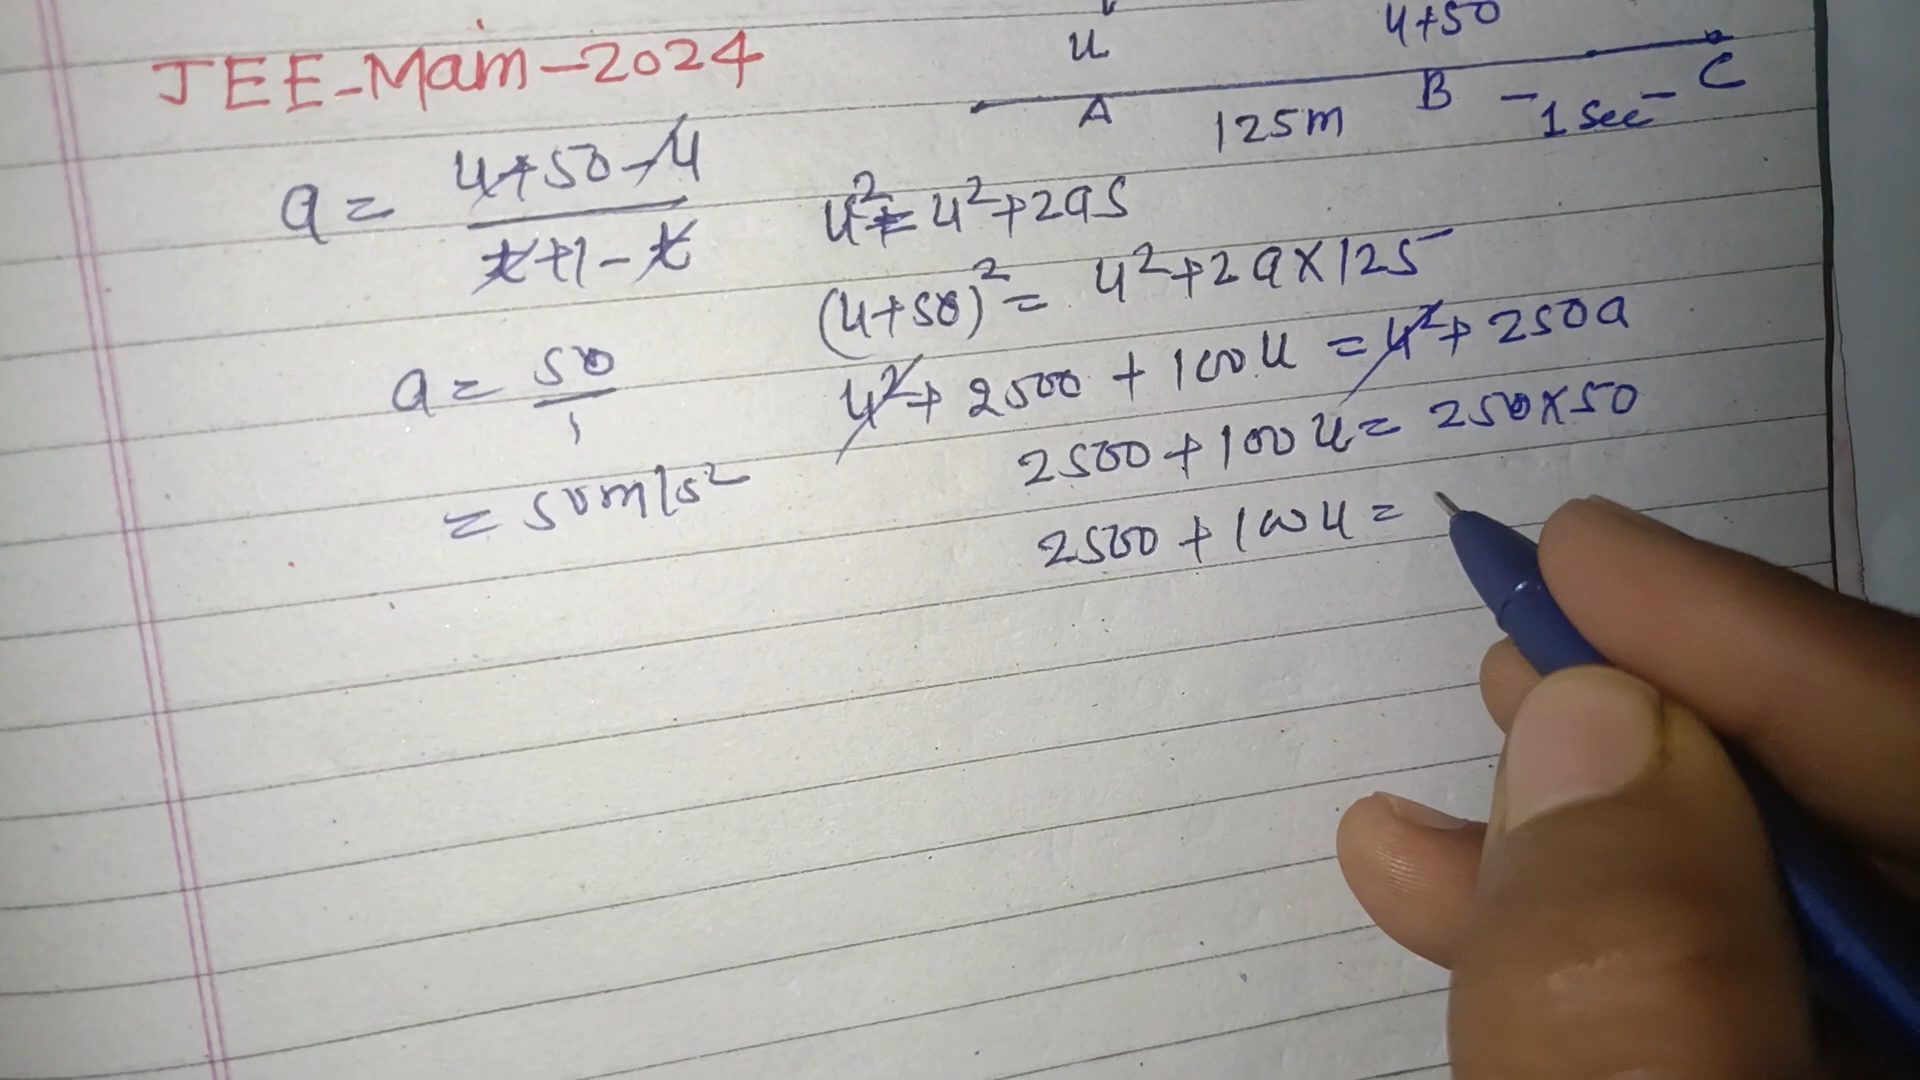 JEE-Main-2024
u u+50
A 125m B -1 Sec- C
a = u+50-u / t+1-t
u² = u²+2as
(u+50)² = u²+2a×125
a = 50/1
u²+2500+100u = u²+250a
2500+100u = 250×50
= 50m/s²
2500+100u =